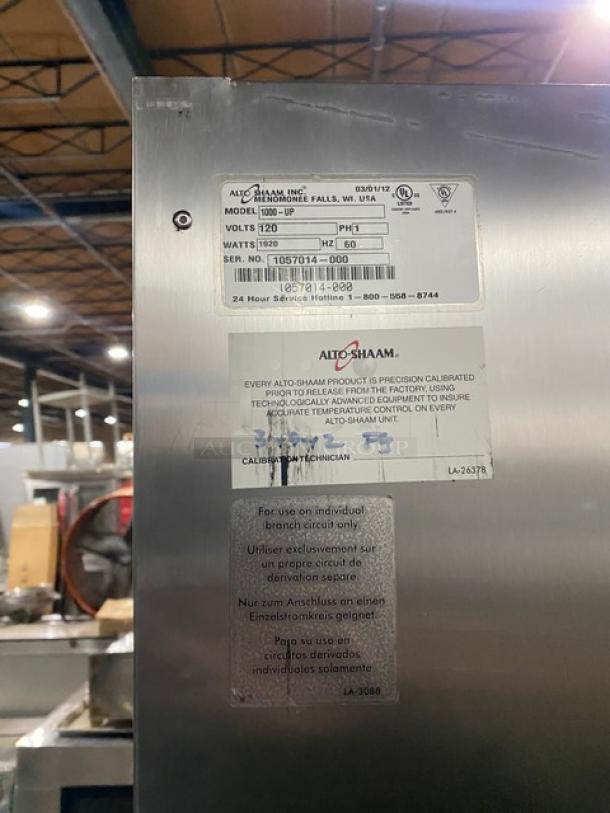 ALTO SHAAM, INC.® 03/01/12
MENOMONEE FALLS, WI. USA
MODEL 1000-UP
VOLTS 120 PH 1
WATTS 1920 HZ 60
SER. NO. 1057014-000
1057014-000
24 Hour Service Hotline 1-800-558-8744
UL
LISTED
ALTO-SHAAM®
EVERY ALTO-SHAAM PRODUCT IS PRECISION CALIBRATED
PRIOR TO RELEASE FROM THE FACTORY, USING
TECHNOLOGICALLY ADVANCED EQUIPMENT TO INSURE
ACCURATE TEMPERATURE CONTROL ON EVERY
ALTO-SHAAM UNIT.
CALIBRATION TECHNICIAN
LA-26378
For use on individual
branch circuit only
Utiliser exclusivement sur
un propre circuit de
derivation separe
Nur zum Anschluss an einen
Einzelstromkreis geignet
Para su uso en
circuitos derivados
individuales solamente
LA-3088